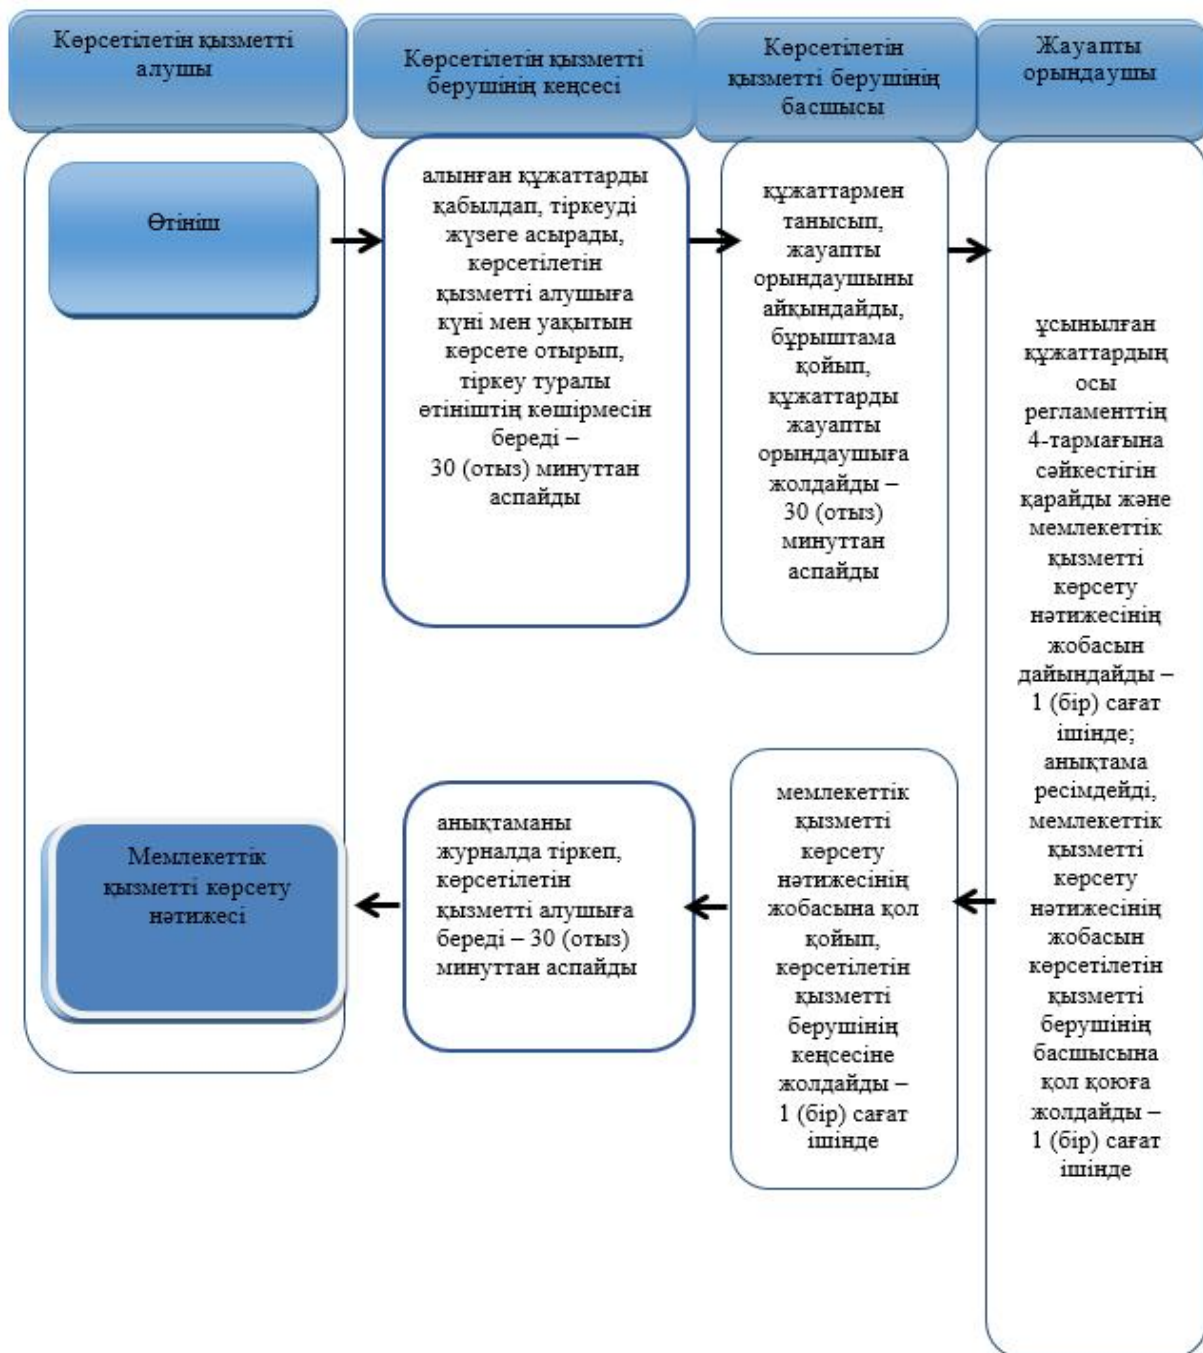 Көрсетілетін қызметті
алушы
Көрсетілетін қызметті
берушінің кеңсесі
Көрсетілетін
қызметті берушінің
басшысы
Жауапты
орындаушы
Өтініш
алынған құжаттарды
қабылдап, тіркеуді
жүзеге асырады,
көрсетілетін
қызметті алушыға
күні мен уақытын
көрсете отырып,
тіркеу туралы
өтініштің көшірмесін
береді –
30 (отыз) минуттан
аспайды
құжаттармен
танысып,
жауапты
орындаушыны
айқындайды,
бұрыштама
қойып,
құжаттарды
жауапты
орындаушыға
жолдайды –
30 (отыз)
минуттан
аспайды
ұсынылған
құжаттардың
осы
регламенттің
4-тармағына
сәйкестігін
қарайды және
мемлекеттік
қызметті
көрсету
нәтижесінің
жобасын
дайындайды –
1 (бір) сағат
ішінде;
анықтама
ресімдейді,
мемлекеттік
қызметті
көрсету
нәтижесінің
жобасын
көрсетілетін
қызметті
берушінің
басшысына
қол қоюға
жолдайды –
1 (бір) сағат
ішінде
мемлекеттік
қызметті
көрсету
нәтижесінің
жобасына қол
қойып,
көрсетілетін
қызметті
берушінің
кеңсесіне
жолдайды –
1 (бір) сағат
ішінде
анықтаманы
журналда тіркеп,
көрсетілетін
қызметті алушыға
береді – 30 (отыз)
минуттан аспайды
Мемлекеттік
қызметті көрсету
нәтижесі